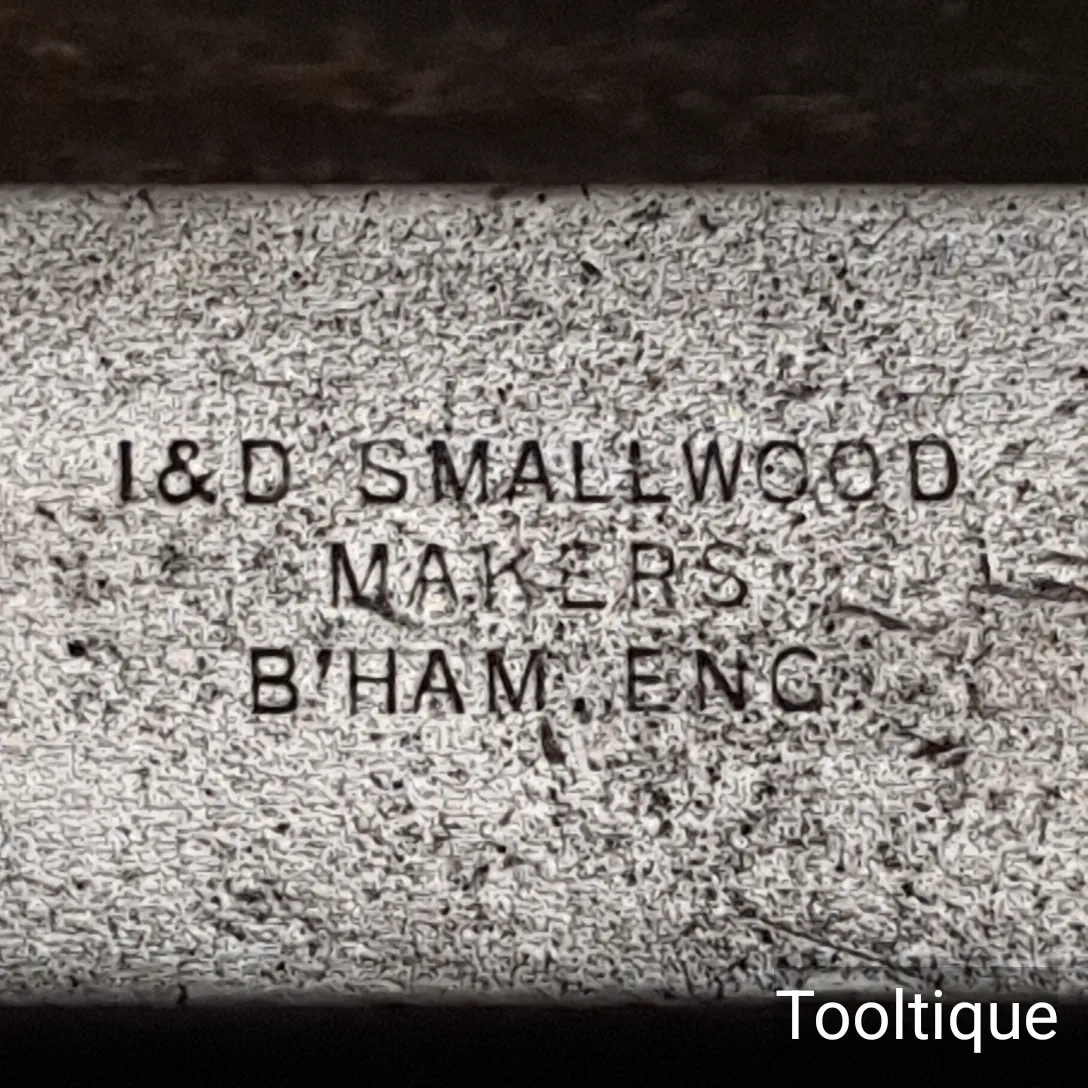 I&D SMALLWOOD
MAKERS
B'HAM. ENG.
Tooltique